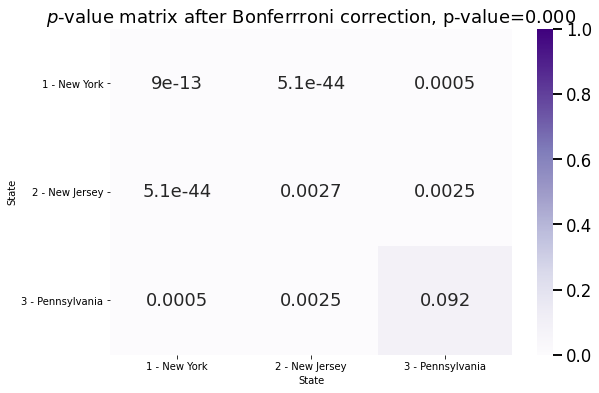 p-value matrix after Bonferrroni correction, p-value=0.000
1.0
1 - New York
9e-13
5.1e-44
0.0005
0.8
0.6
State
2 - New Jersey
5.1e-44
0.0027
0.0025
0.4
0.2
3 - Pennsylvania
0.0005
0.0025
0.092
0.0
1 - New York
2 - New Jersey
3 - Pennsylvania
State